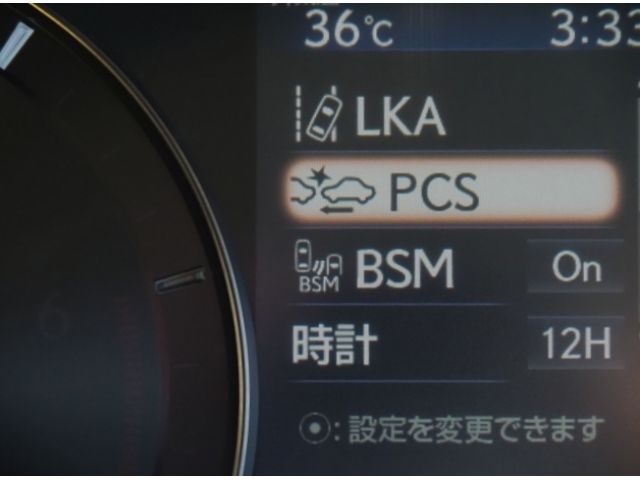 36℃ 3:33
LKA
PCS
BSM BSM On
時計 12H
6
⦿:設定を変更できます